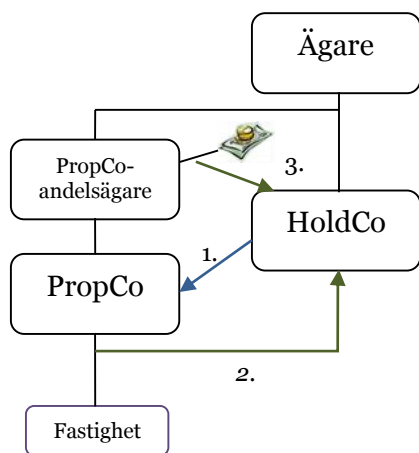 Ägare
PropCo-
andelsägare
3.
HoldCo
1.
PropCo
2.
Fastighet